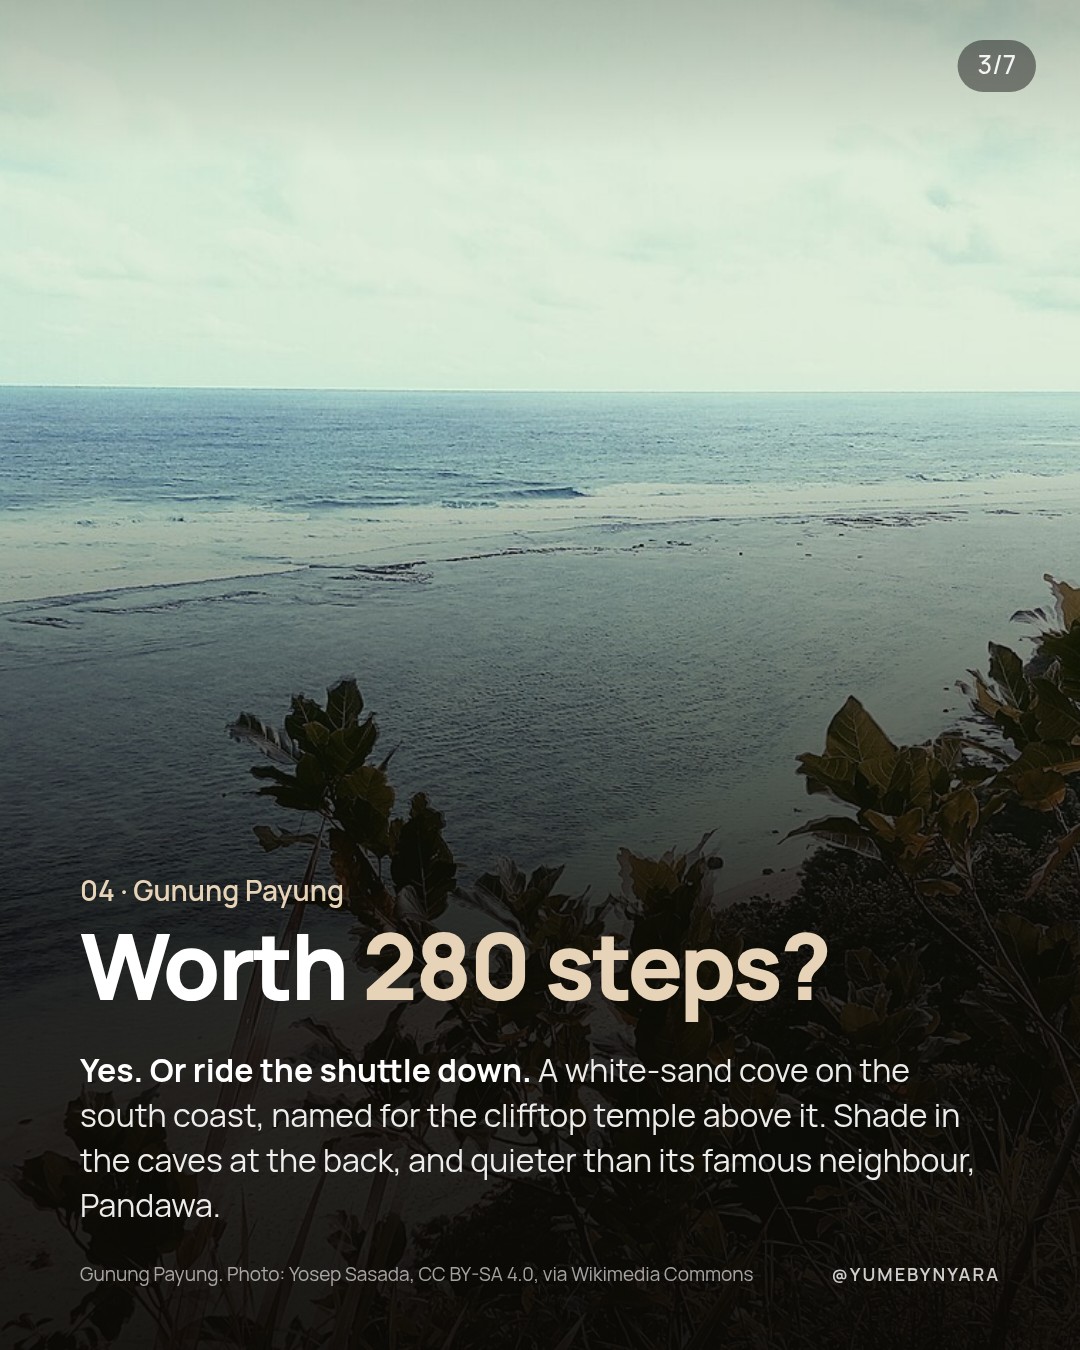 3/7
04 · Gunung Payung
Worth 280 steps?
Yes. Or ride the shuttle down. A white-sand cove on the
south coast, named for the clifftop temple above it. Shade in
the caves at the back, and quieter than its famous neighbour,
Pandawa.
Gunung Payung. Photo: Yosep Sasada, CC BY-SA 4.0, via Wikimedia Commons
@YUMEBYNYARA